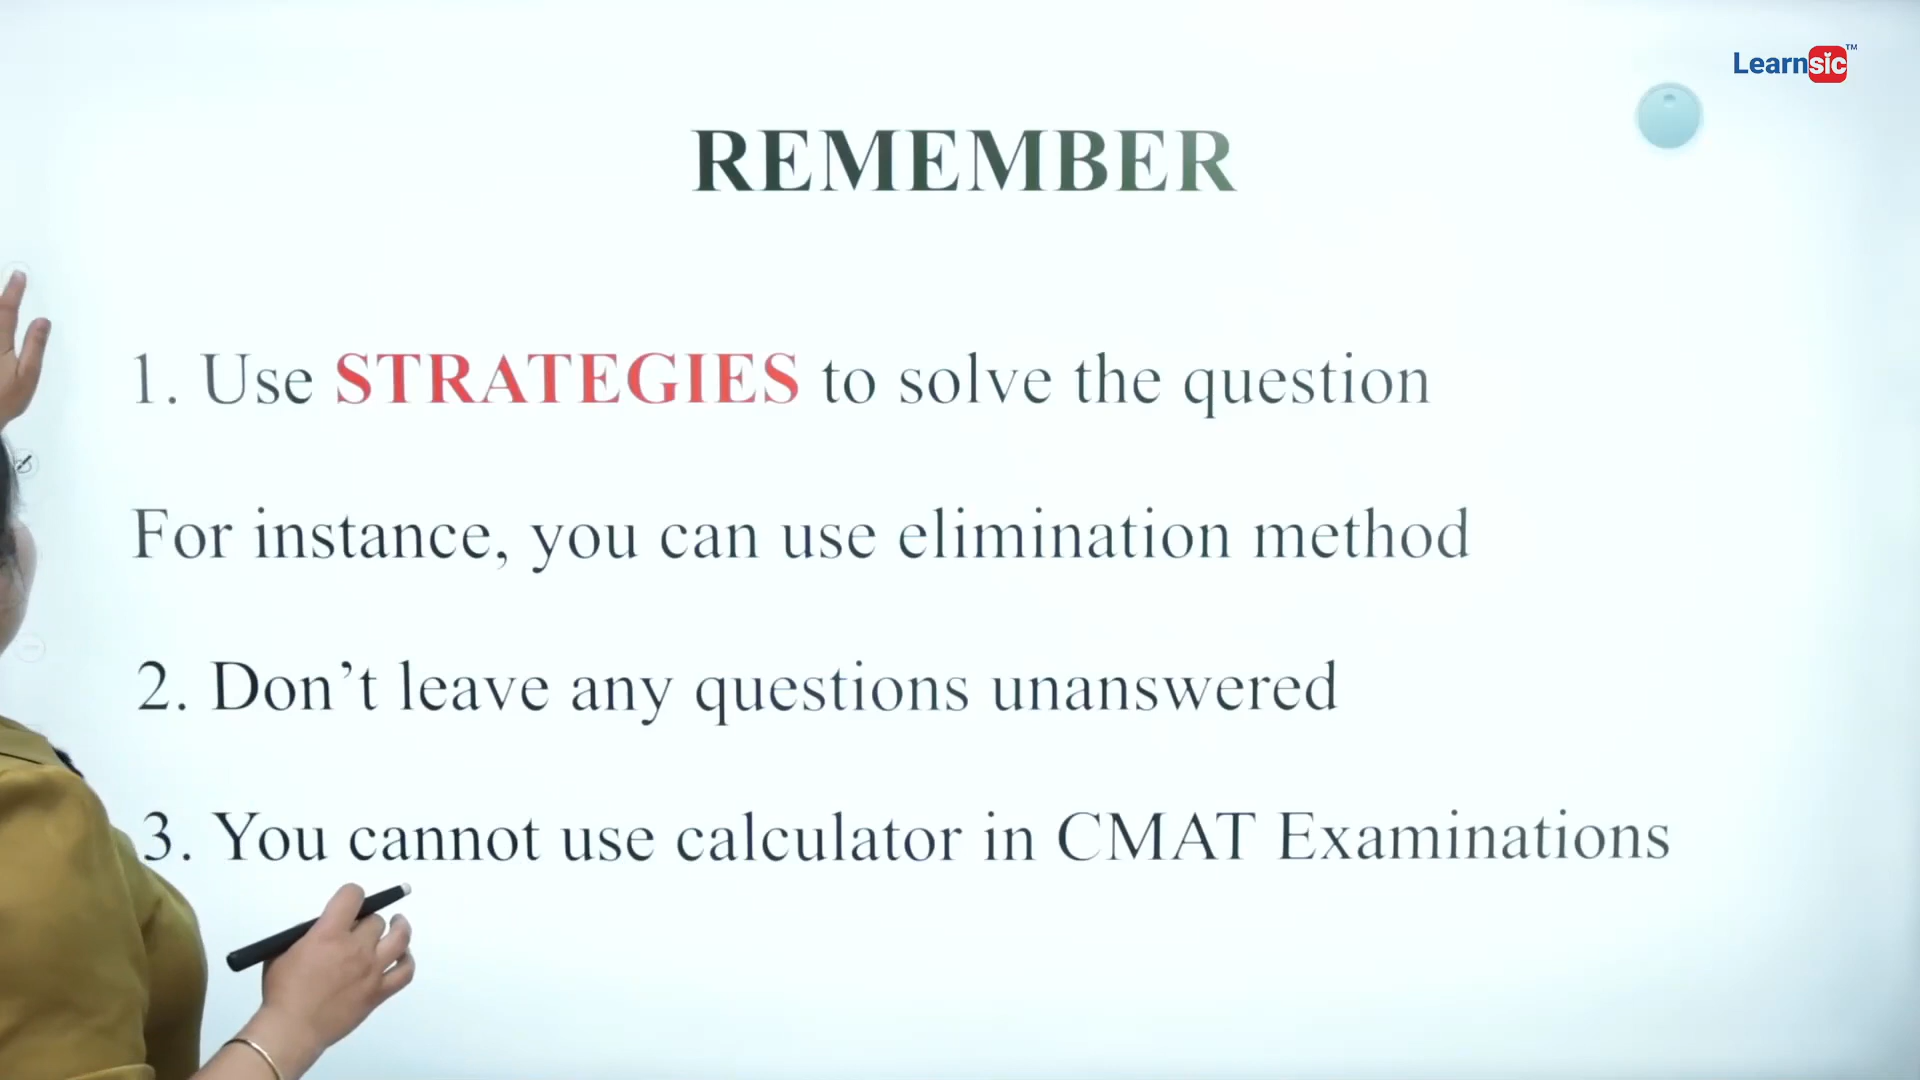 Learnsic™
REMEMBER
1. Use STRATEGIES to solve the question
For instance, you can use elimination method
2. Don’t leave any questions unanswered
3. You cannot use calculator in CMAT Examinations